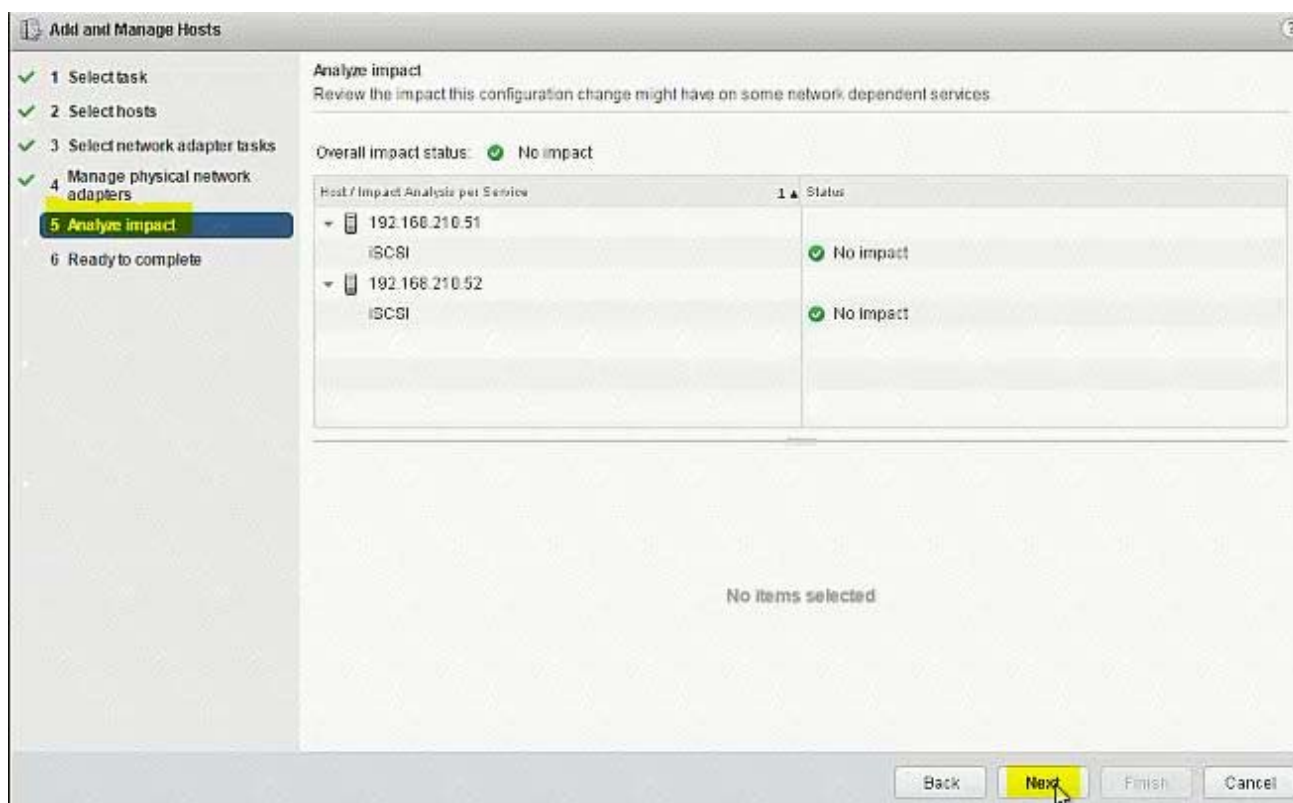 Add and Manage Hosts
?
1 Select task
2 Select hosts
3 Select network adapter tasks
4 Manage physical network
adapters
5 Analyze impact
6 Ready to complete
Analyze impact
Review the impact this configuration change might have on some network dependent services.
Overall impact status: No impact
Host / Impact Analysis per Service 1 ▲ Status
192.168.210.51
iSCSI No impact
192.168.210.52
iSCSI No impact
No items selected
Back Next Finish Cancel